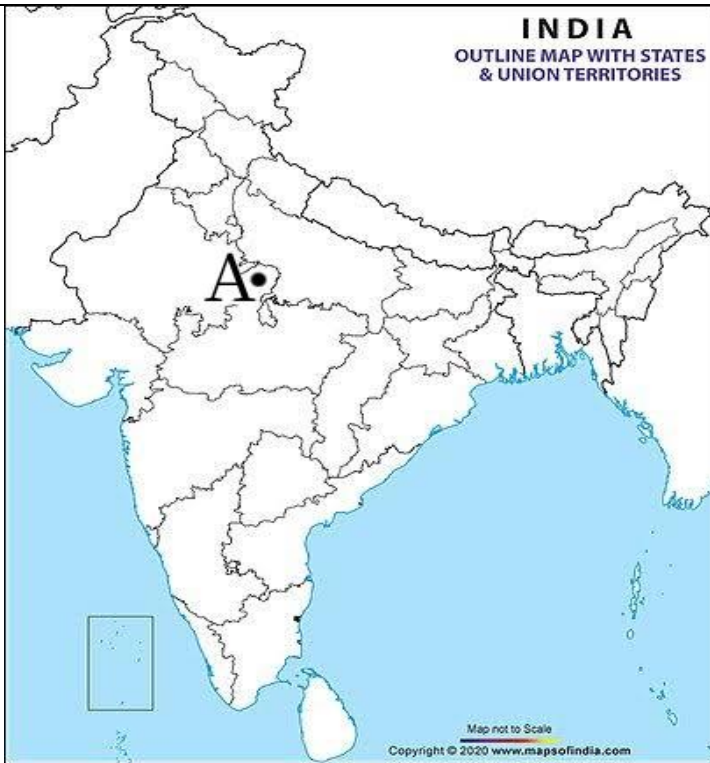 INDIA
OUTLINE MAP WITH STATES
& UNION TERRITORIES
A
Map not to Scale
Copyright © 2020 www.mapsofindia.com